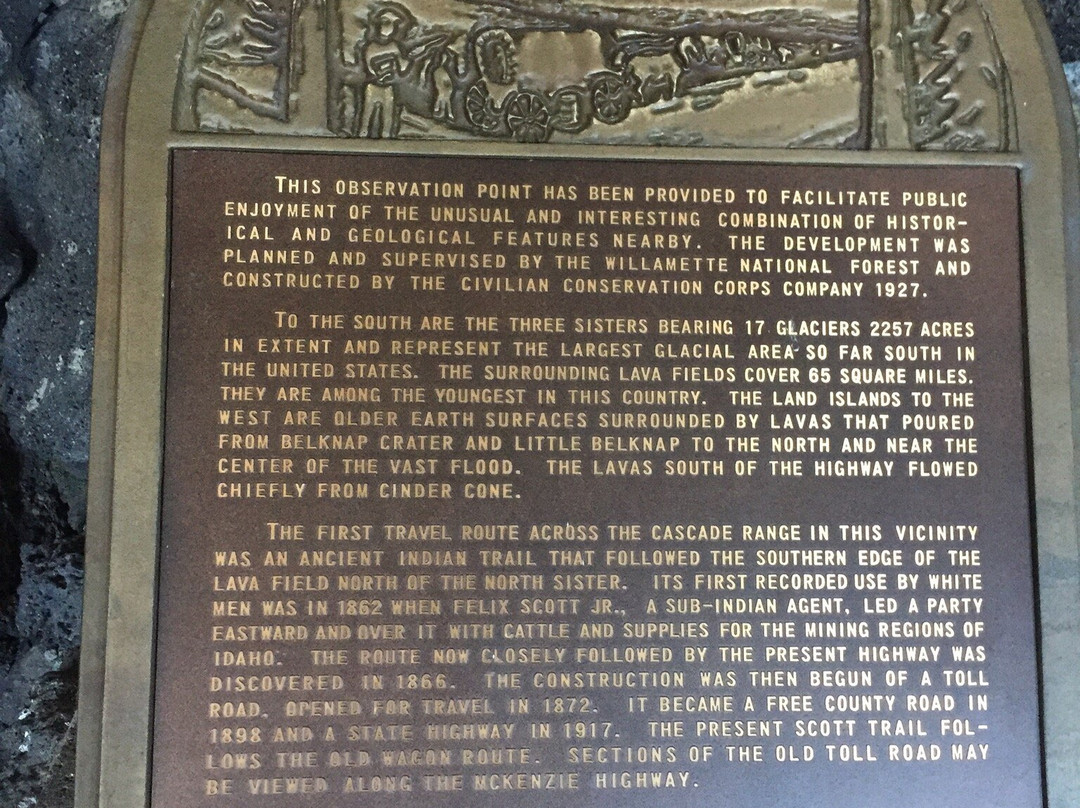 THIS OBSERVATION POINT HAS BEEN PROVIDED TO FACILITATE PUBLIC
ENJOYMENT OF THE UNUSUAL AND INTERESTING COMBINATION OF HISTOR-
ICAL AND GEOLOGICAL FEATURES NEARBY. THE DEVELOPMENT WAS
PLANNED AND SUPERVISED BY THE WILLAMETTE NATIONAL FOREST AND
CONSTRUCTED BY THE CIVILIAN CONSERVATION CORPS COMPANY 1927.
TO THE SOUTH ARE THE THREE SISTERS BEARING 17 GLACIERS 2257 ACRES
IN EXTENT AND REPRESENT THE LARGEST GLACIAL AREA SO FAR SOUTH IN
THE UNITED STATES. THE SURROUNDING LAVA FIELDS COVER 65 SQUARE MILES.
THEY ARE AMONG THE YOUNGEST IN THIS COUNTRY. THE LAND ISLANDS TO THE
WEST ARE OLDER EARTH SURFACES SURROUNDED BY LAVAS THAT POURED
FROM BELKNAP CRATER AND LITTLE BELKNAP TO THE NORTH AND NEAR THE
CENTER OF THE VAST FLOOD. THE LAVAS SOUTH OF THE HIGHWAY FLOWED
CHIEFLY FROM CINDER CONE.
THE FIRST TRAVEL ROUTE ACROSS THE CASCADE RANGE IN THIS VICINITY
WAS AN ANCIENT INDIAN TRAIL THAT FOLLOWED THE SOUTHERN EDGE OF THE
LAVA FIELD NORTH OF THE NORTH SISTER. ITS FIRST RECORDED USE BY WHITE
MEN WAS IN 1862 WHEN FELIX SCOTT JR., A SUB-INDIAN AGENT, LED A PARTY
EASTWARD AND OVER IT WITH CATTLE AND SUPPLIES FOR THE MINING REGIONS OF
IDAHO. THE ROUTE NOW CLOSELY FOLLOWED BY THE PRESENT HIGHWAY WAS
DISCOVERED IN 1866. THE CONSTRUCTION WAS THEN BEGUN OF A TOLL
ROAD, OPENED FOR TRAVEL IN 1872. IT BECAME A FREE COUNTY ROAD IN
1898 AND A STATE HIGHWAY IN 1917. THE PRESENT SCOTT TRAIL FOL-
LOWS THE OLD WAGON ROUTE. SECTIONS OF THE OLD TOLL ROAD MAY
BE VIEWED ALONG THE MCKENZIE HIGHWAY.